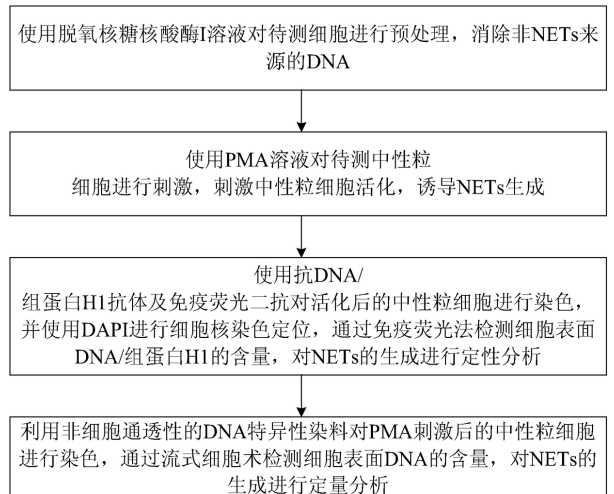 使用脱氧核糖核酸酶I溶液对待测细胞进行预处理，消除非NETs来
源的DNA
使用PMA溶液对待测中性粒
细胞进行刺激，刺激中性粒细胞活化，诱导NETs生成
使用抗DNA/
组蛋白H1抗体及免疫荧光二抗对活化后的中性粒细胞进行染色，
并使用DAPI进行细胞核染色定位，通过免疫荧光法检测细胞表面
DNA/组蛋白H1的含量，对NETs的生成进行定性分析
利用非细胞通透性的DNA特异性染料对PMA刺激后的中性粒细胞
进行染色，通过流式细胞术检测细胞表面DNA的含量，对NETs的
生成进行定量分析